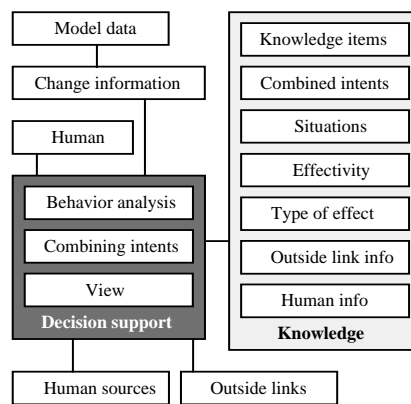 Model data
Change information
Human
Behavior analysis
Combining intents
View
Decision support
Human sources
Outside links
Knowledge items
Combined intents
Situations
Effectivity
Type of effect
Outside link info
Human info
Knowledge